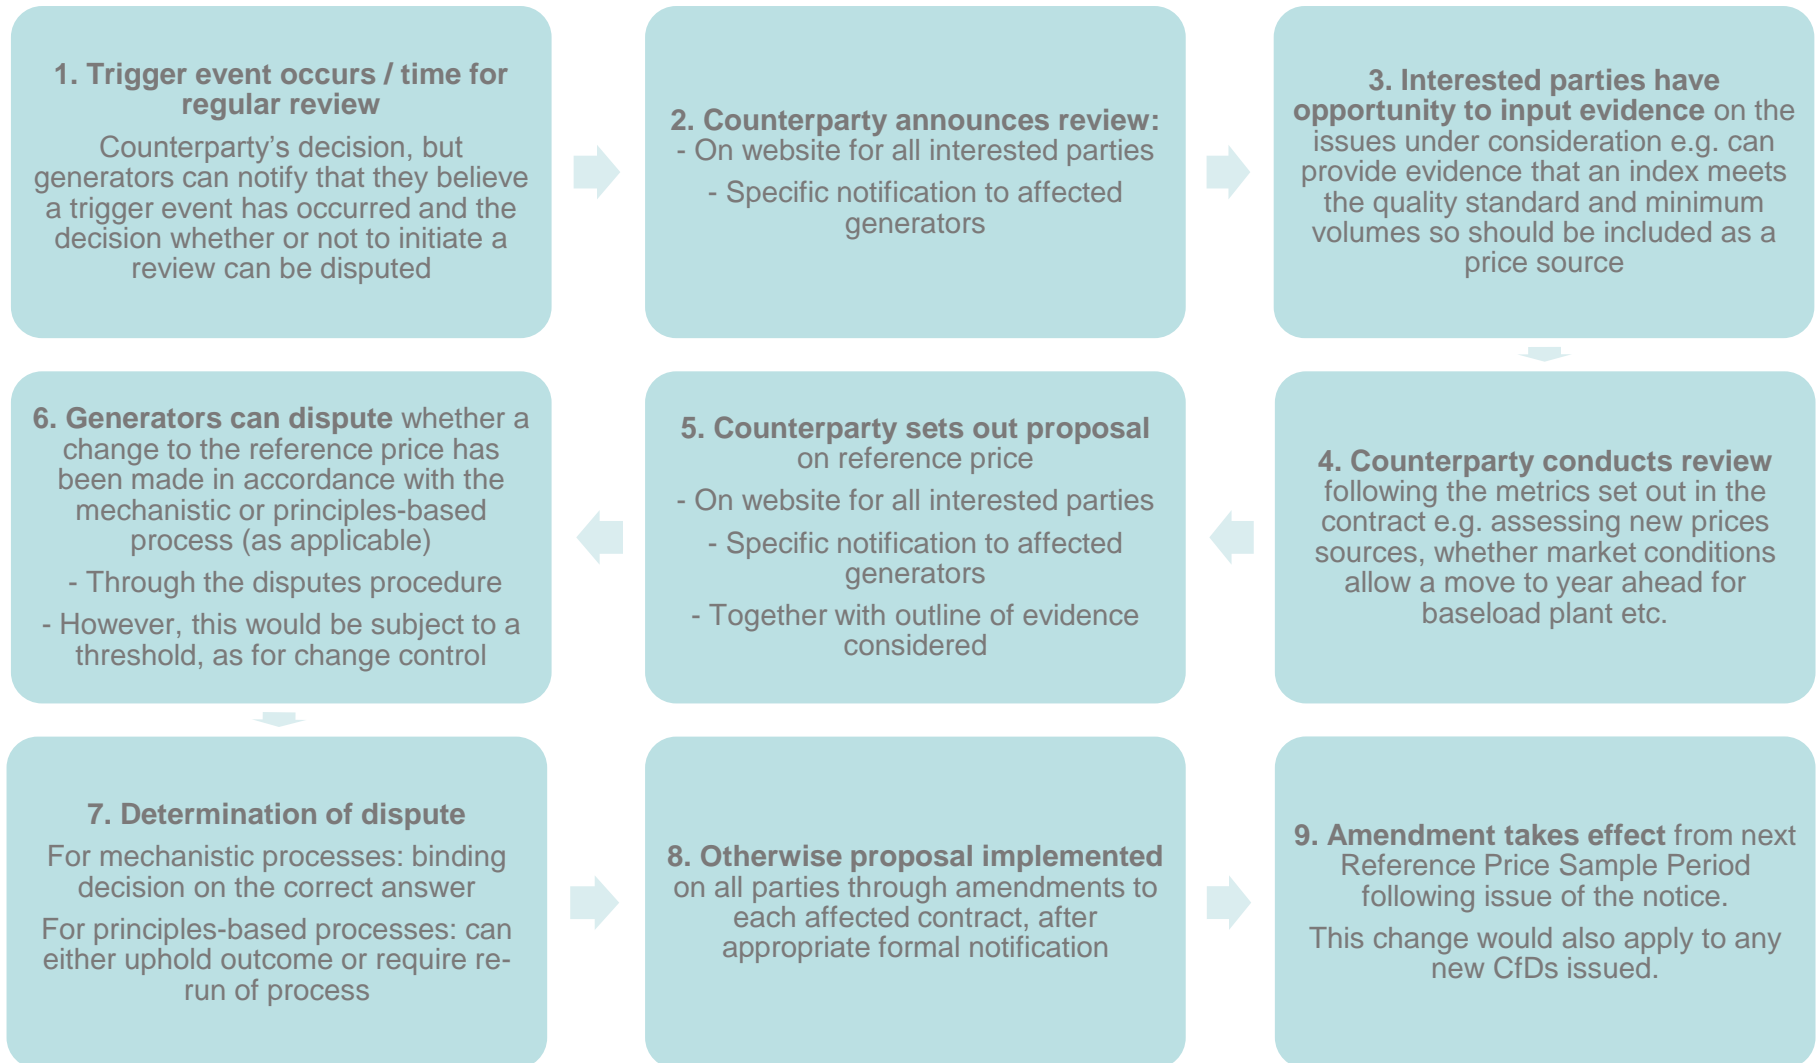 1. Trigger event occurs / time for
regular review
Counterparty's decision, but
generators can notify that they believe
a trigger event has occurred and the
decision whether or not to initiate a
review can be disputed
2. Counterparty announces review:
- On website for all interested parties
- Specific notification to affected
generators
3. Interested parties have
opportunity to input evidence on the
issues under consideration e.g. can
provide evidence that an index meets
the quality standard and minimum
volumes so should be included as a
price source
4. Counterparty conducts review
following the metrics set out in the
contract e.g. assessing new prices
sources, whether market conditions
allow a move to year ahead for
baseload plant etc.
5. Counterparty sets out proposal
on reference price
- On website for all interested parties
- Specific notification to affected
generators
- Together with outline of evidence
considered
6. Generators can dispute whether a
change to the reference price has
been made in accordance with the
mechanistic or principles-based
process (as applicable)
- Through the disputes procedure
- However, this would be subject to a
threshold, as for change control
7. Determination of dispute
For mechanistic processes: binding
decision on the correct answer
For principles-based processes: can
either uphold outcome or require re-
run of process
8. Otherwise proposal implemented
on all parties through amendments to
each affected contract, after
appropriate formal notification
9. Amendment takes effect from next
Reference Price Sample Period
following issue of the notice.
This change would also apply to any
new CfDs issued.